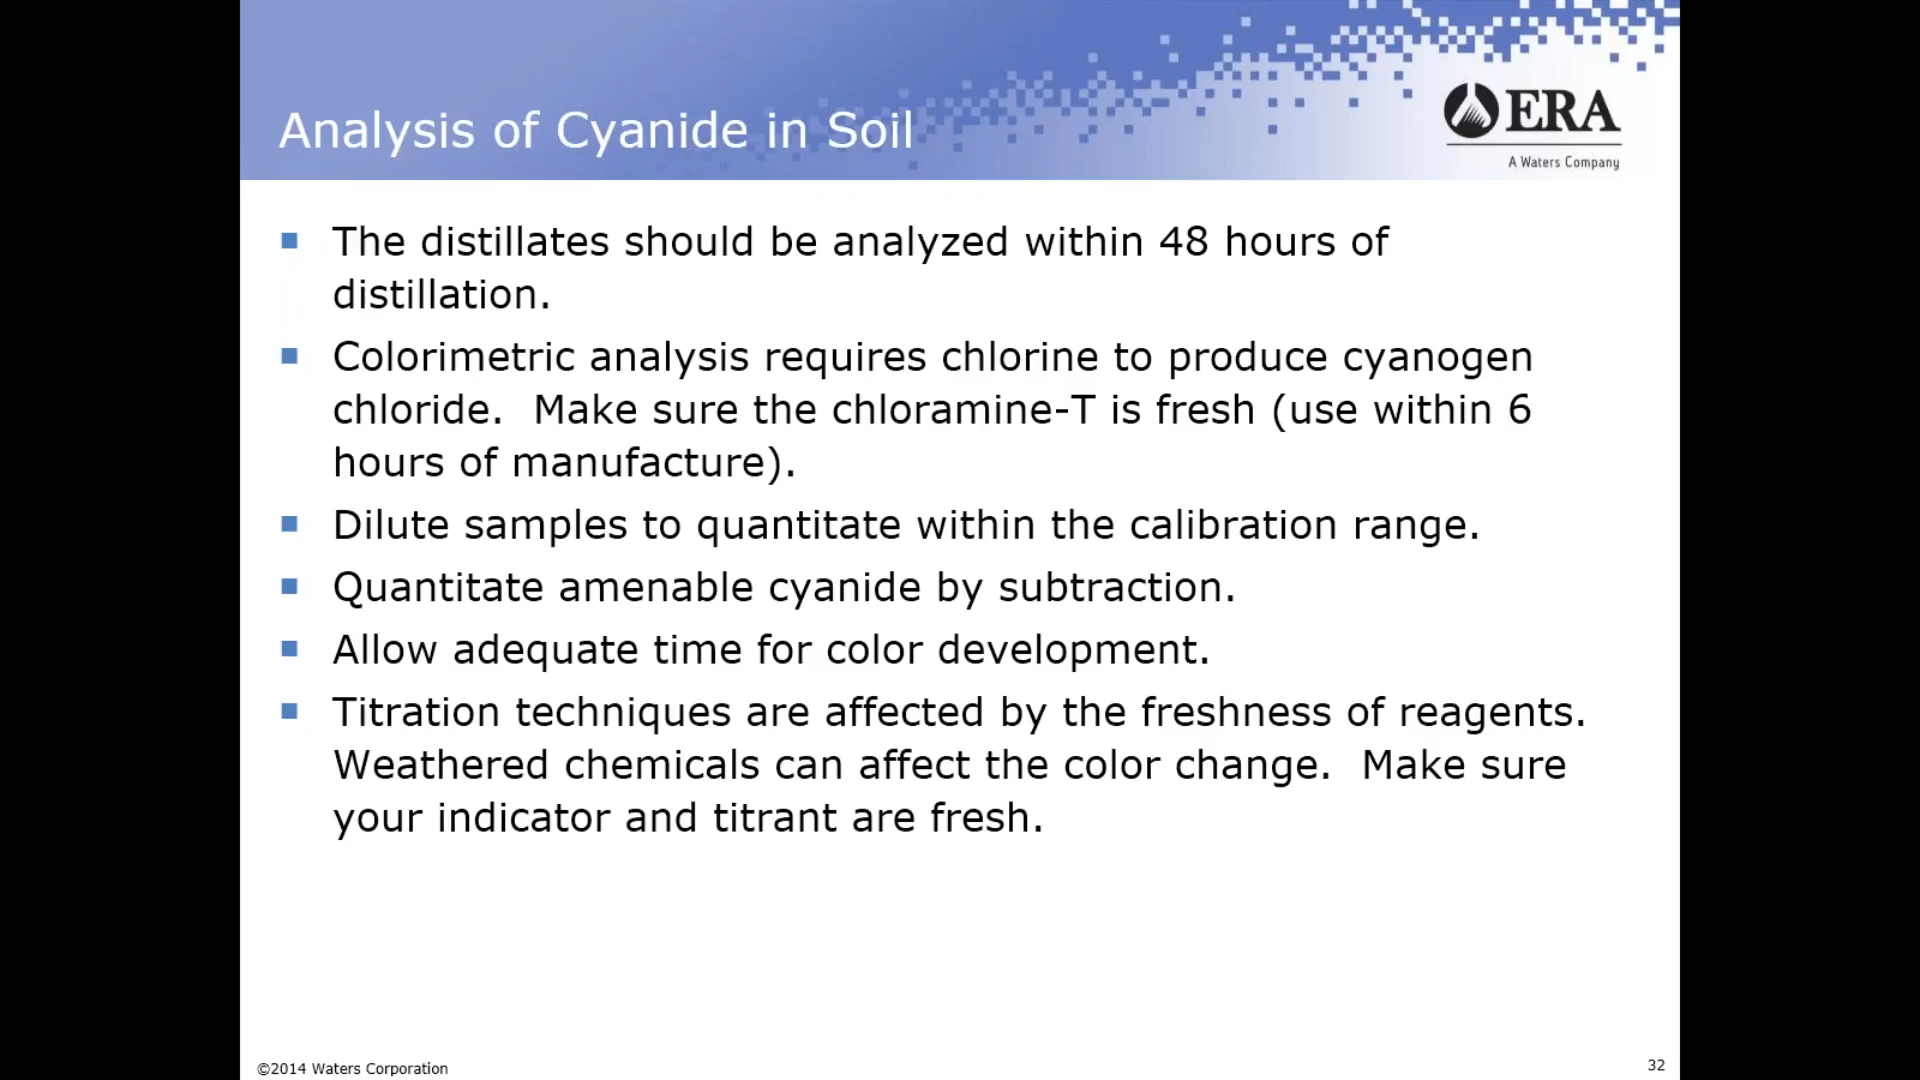 Analysis of Cyanide in Soil
ERA
A Waters Company
The distillates should be analyzed within 48 hours of
distillation.
Colorimetric analysis requires chlorine to produce cyanogen
chloride.  Make sure the chloramine-T is fresh (use within 6
hours of manufacture).
Dilute samples to quantitate within the calibration range.
Quantitate amenable cyanide by subtraction.
Allow adequate time for color development.
Titration techniques are affected by the freshness of reagents.
Weathered chemicals can affect the color change.  Make sure
your indicator and titrant are fresh.
©2014 Waters Corporation
32